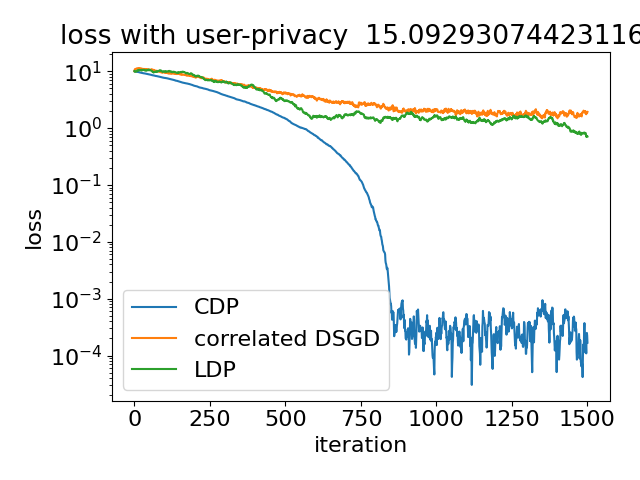 loss with user-privacy  15.09293074423116
10¹
10⁰
10⁻¹
10⁻²
10⁻³
10⁻⁴
loss
CDP
correlated DSGD
LDP
0 250 500 750 1000 1250 1500
iteration